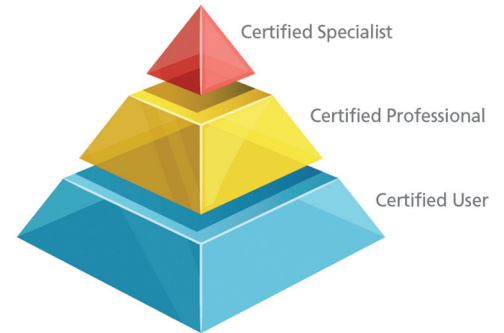 Certified Specialist
Certified Professional
Certified User